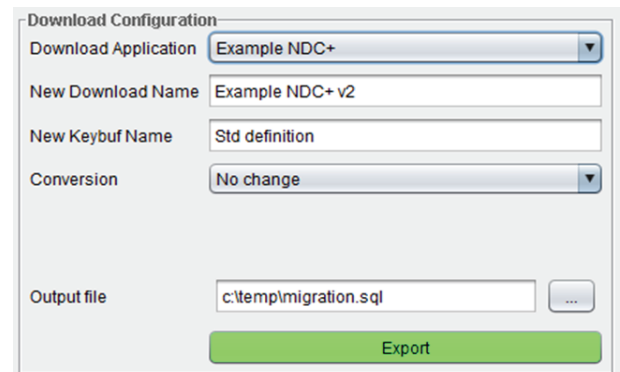 Download Configuration
Download Application Example NDC+
New Download Name Example NDC+ v2
New Keybuf Name Std definition
Conversion No change
Output file c:\temp\migration.sql ...
Export